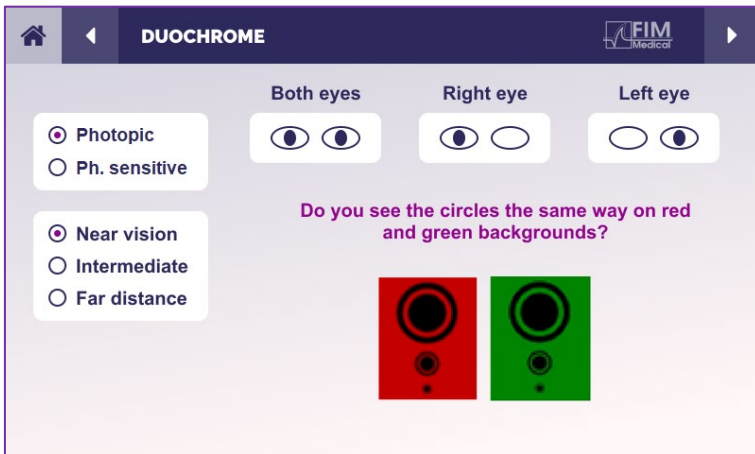 DUOCHROME
FIM
Medical
Both eyes
Right eye
Left eye
Photopic
Ph. sensitive
Near vision
Intermediate
Far distance
Do you see the circles the same way on red
and green backgrounds?